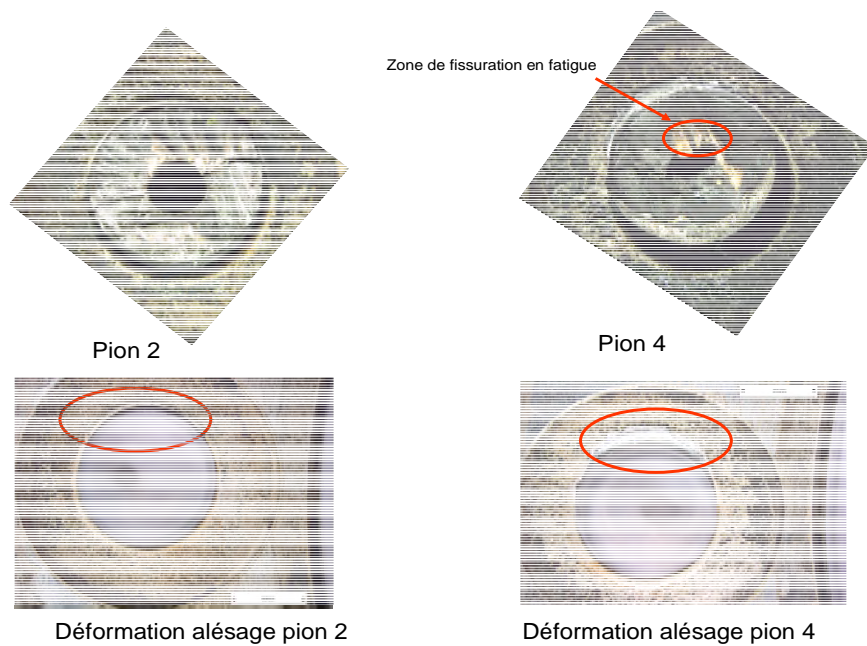 Zone de fissuration en fatigue
Pion 2
Pion 4
Déformation alésage pion 2
Déformation alésage pion 4